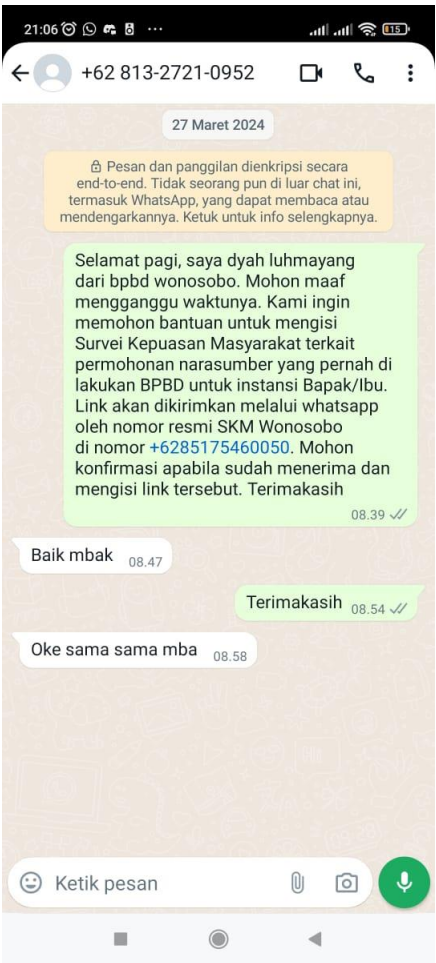 21:06
15
+62 813-2721-0952
27 Maret 2024
Pesan dan panggilan dienkripsi secara
end-to-end. Tidak seorang pun di luar chat ini,
termasuk WhatsApp, yang dapat membaca atau
mendengarkannya. Ketuk untuk info selengkapnya.
Selamat pagi, saya dyah luhmayang
dari bpbd wonosobo. Mohon maaf
mengganggu waktunya. Kami ingin
memohon bantuan untuk mengisi
Survei Kepuasan Masyarakat terkait
permohonan narasumber yang pernah di
lakukan BPBD untuk instansi Bapak/Ibu.
Link akan dikirimkan melalui whatsapp
oleh nomor resmi SKM Wonosobo
di nomor +6285175460050. Mohon
konfirmasi apabila sudah menerima dan
mengisi link tersebut. Terimakasih
08.39
Baik mbak 08.47
Terimakasih 08.54
Oke sama sama mba 08.58
Ketik pesan